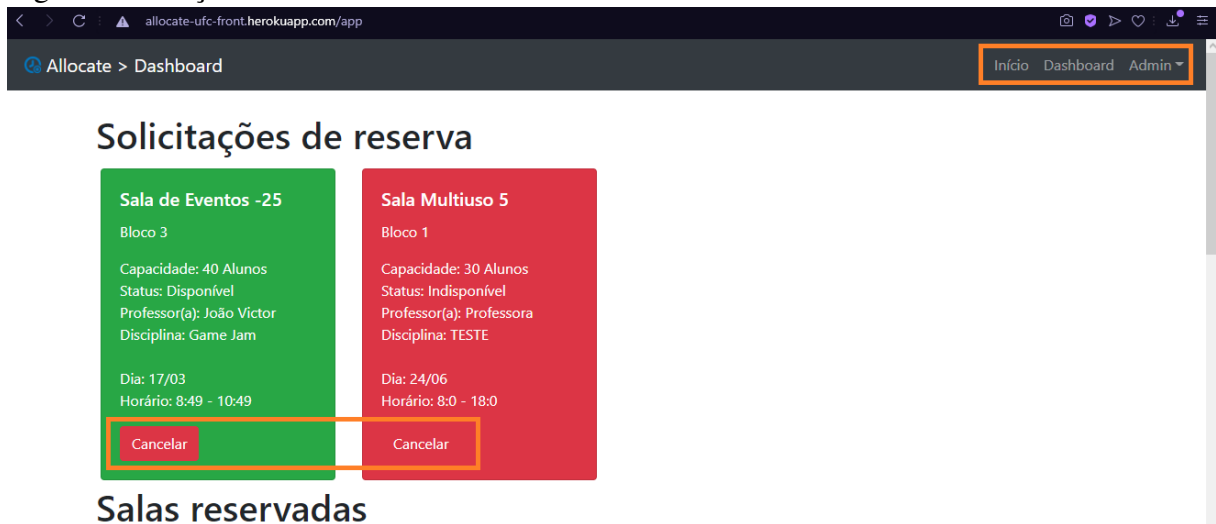 allocate-ufc-front.herokuapp.com/app
Allocate > Dashboard
Início Dashboard Admin
Solicitações de reserva
Sala de Eventos -25
Bloco 3
Capacidade: 40 Alunos
Status: Disponível
Professor(a): João Victor
Disciplina: Game Jam
Dia: 17/03
Horário: 8:49 - 10:49
Cancelar
Sala Multiuso 5
Bloco 1
Capacidade: 30 Alunos
Status: Indisponível
Professor(a): Professora
Disciplina: TESTE
Dia: 24/06
Horário: 8:0 - 18:0
Cancelar
Salas reservadas